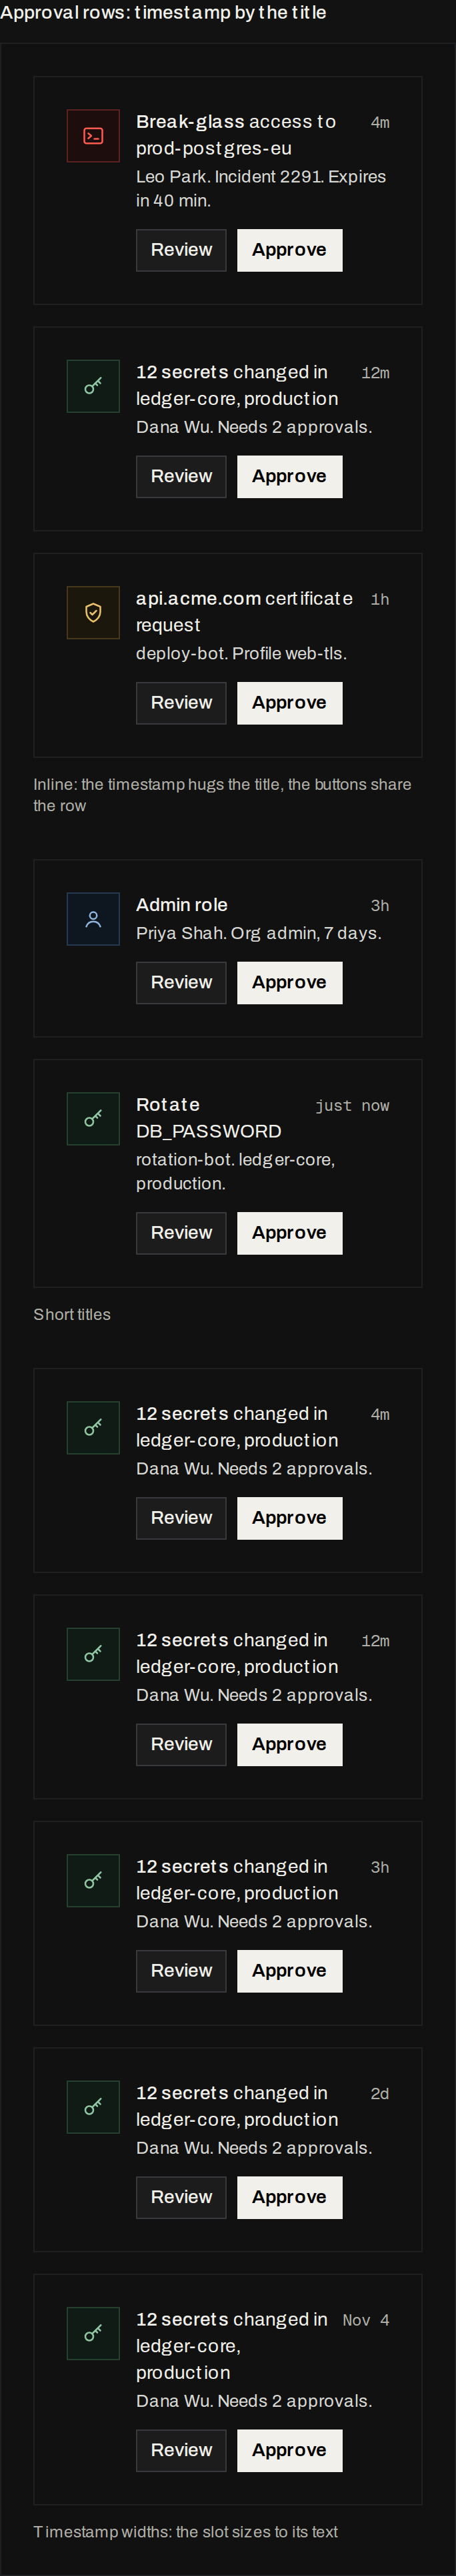 Approval rows: timestamp by the title
Break-glass access to 4m
prod-postgres-eu
Leo Park. Incident 2291. Expires
in 40 min.
Review Approve
12 secrets changed in 12m
ledger-core, production
Dana Wu. Needs 2 approvals.
Review Approve
api.acme.com certificate 1h
request
deploy-bot. Profile web-tls.
Review Approve
Inline: the timestamp hugs the title, the buttons share
the row
Admin role 3h
Priya Shah. Org admin, 7 days.
Review Approve
Rotate just now
DB_PASSWORD
rotation-bot. ledger-core,
production.
Review Approve
Short titles
12 secrets changed in 4m
ledger-core, production
Dana Wu. Needs 2 approvals.
Review Approve
12 secrets changed in 12m
ledger-core, production
Dana Wu. Needs 2 approvals.
Review Approve
12 secrets changed in 3h
ledger-core, production
Dana Wu. Needs 2 approvals.
Review Approve
12 secrets changed in 2d
ledger-core, production
Dana Wu. Needs 2 approvals.
Review Approve
12 secrets changed in Nov 4
ledger-core,
production
Dana Wu. Needs 2 approvals.
Review Approve
Timestamp widths: the slot sizes to its text